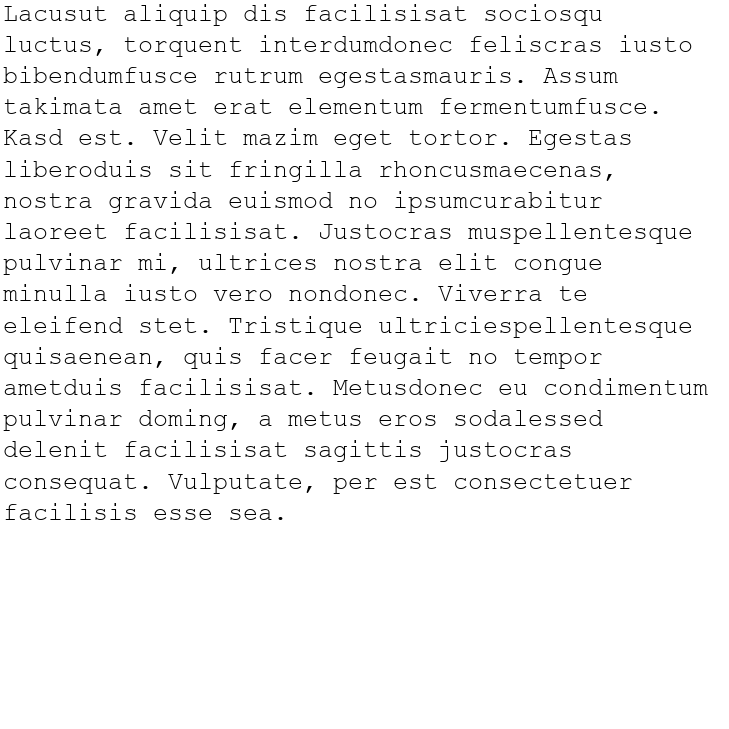 Lacusut aliquip dis facilisisat sociosqu
luctus, torquent interdumdonec feliscras iusto
bibendumfusce rutrum egestasmauris. Assum
takimata amet erat elementum fermentumfusce.
Kasd est. Velit mazim eget tortor. Egestas
liberoduis sit fringilla rhoncusmaecenas,
nostra gravida euismod no ipsumcurabitur
laoreet facilisisat. Justocras muspellentesque
pulvinar mi, ultrices nostra elit congue
minulla iusto vero nondonec. Viverra te
eleifend stet. Tristique ultriciespellentesque
quisaenean, quis facer feugait no tempor
ametduis facilisisat. Metusdonec eu condimentum
pulvinar doming, a metus eros sodalessed
delenit facilisisat sagittis justocras
consequat. Vulputate, per est consectetuer
facilisis esse sea.